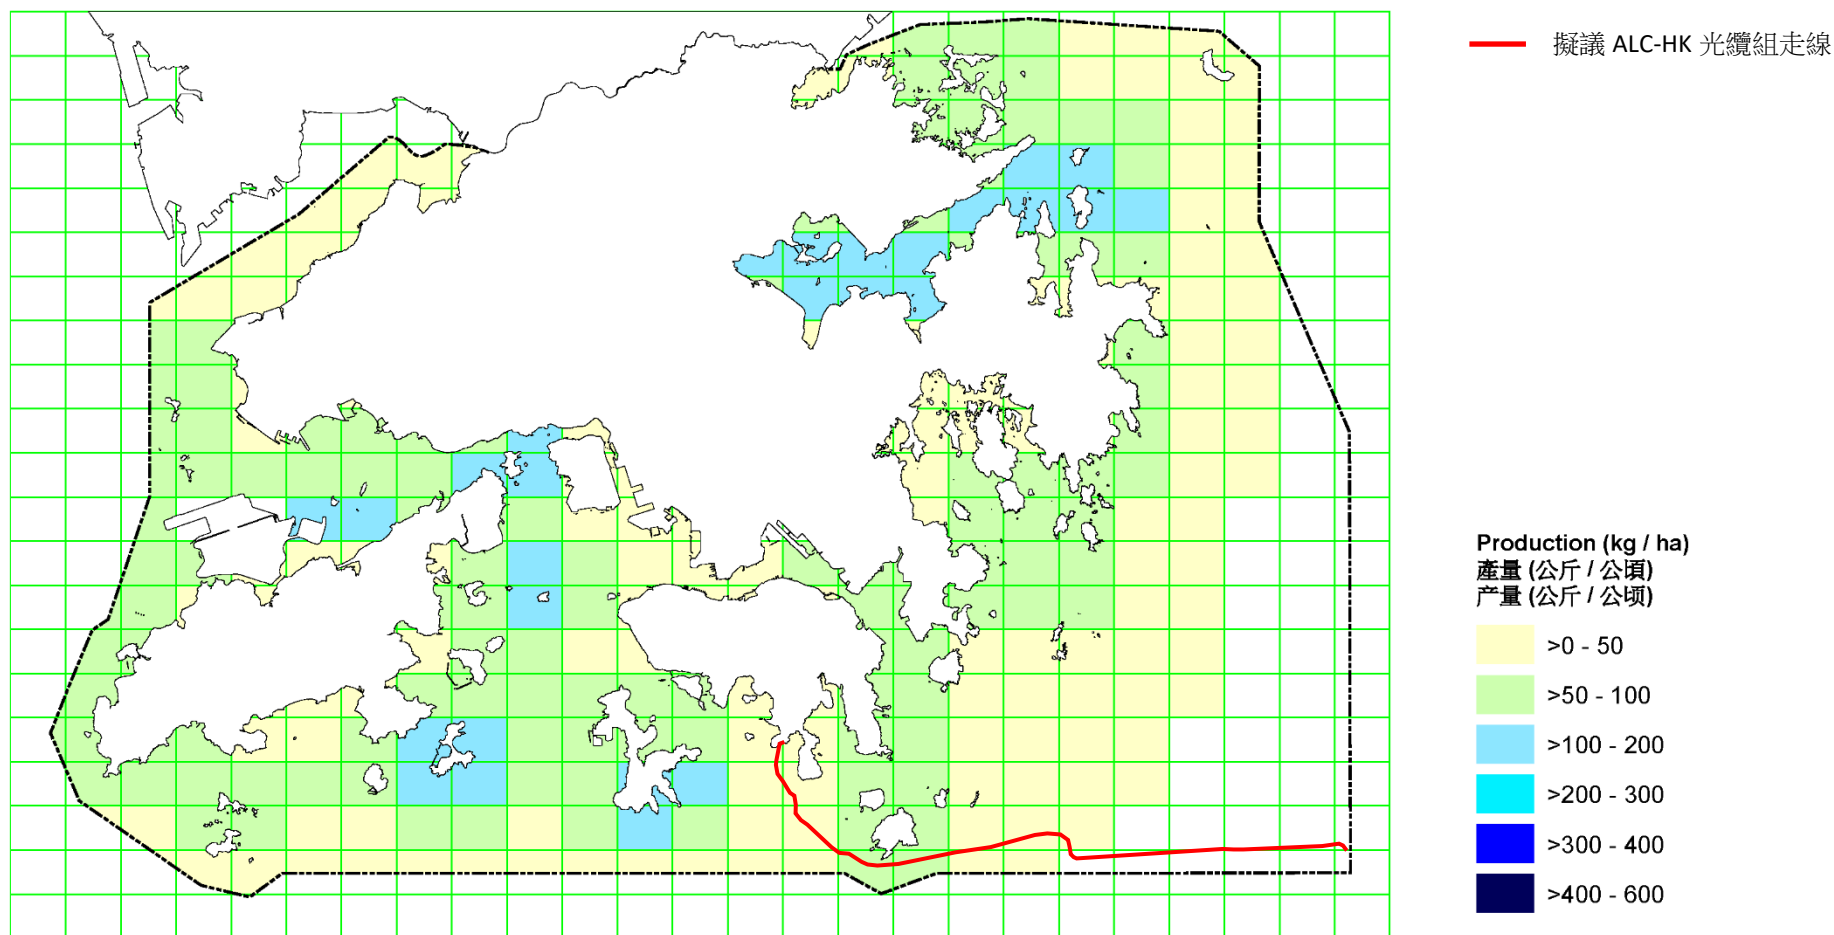 擬議 ALC-HK 光纜組走線
Production (kg / ha)
產量 (公斤 / 公頃)
产量 (公斤 / 公顷)
>0 - 50
>50 - 100
>100 - 200
>200 - 300
>300 - 400
>400 - 600